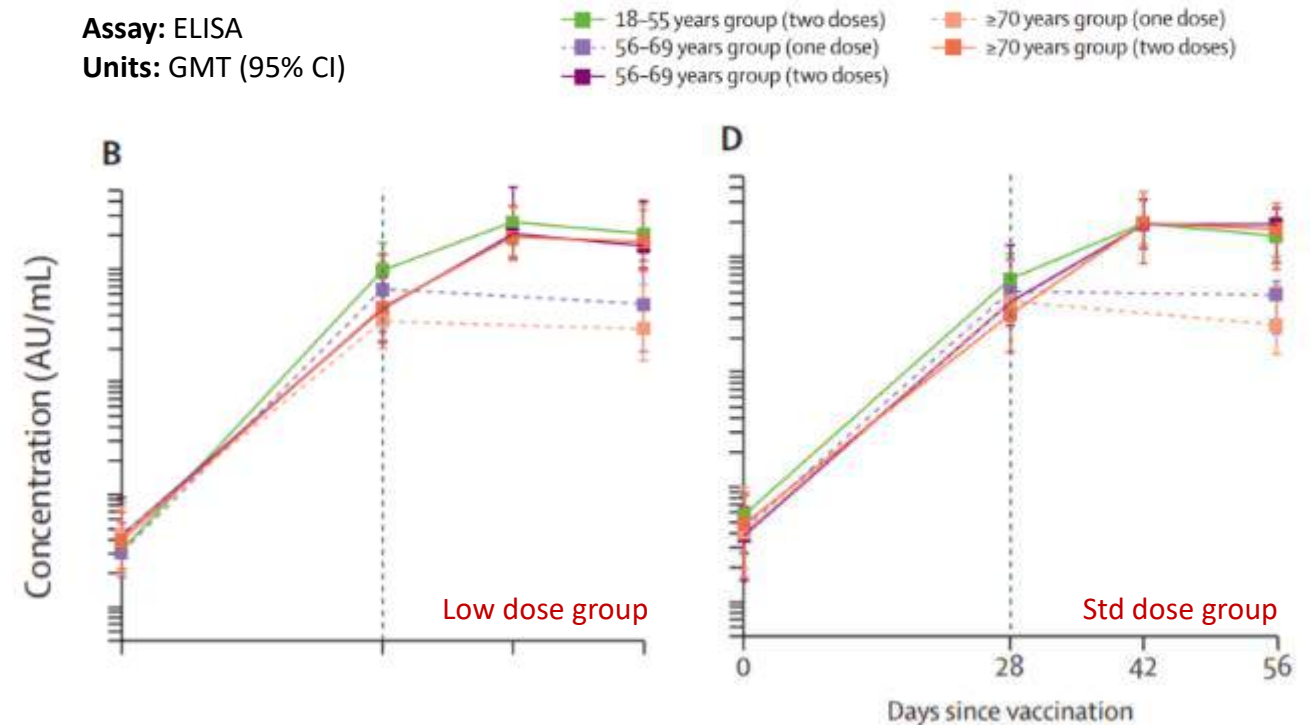 Assay: ELISA
Units: GMT (95% CI)
18–55 years group (two doses)
56–69 years group (one dose)
56–69 years group (two doses)
≥70 years group (one dose)
≥70 years group (two doses)
B
D
Concentration (AU/mL)
Low dose group
Std dose group
0 28 42 56
Days since vaccination